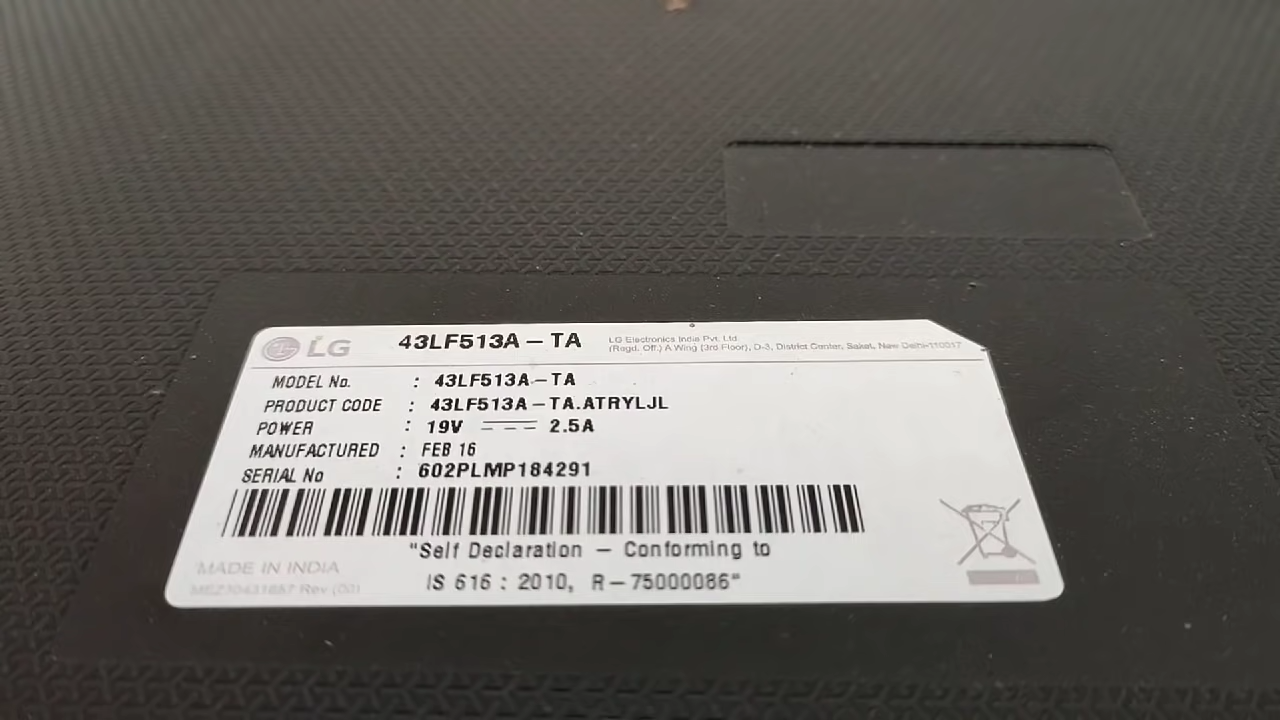 LG 43LF513A-TA
LG Electronics India Pvt. Ltd.
(Regd. Off.) A Wing (3rd Floor), D-3, District Center, Saket, New Delhi-110017
MODEL No. : 43LF513A-TA
PRODUCT CODE : 43LF513A-TA.ATRYLJL
POWER : 19V 2.5A
MANUFACTURED : FEB 16
SERIAL No : 602PLMP184291
"Self Declaration - Conforming to
IS 616 : 2010, R-75000086"
MADE IN INDIA